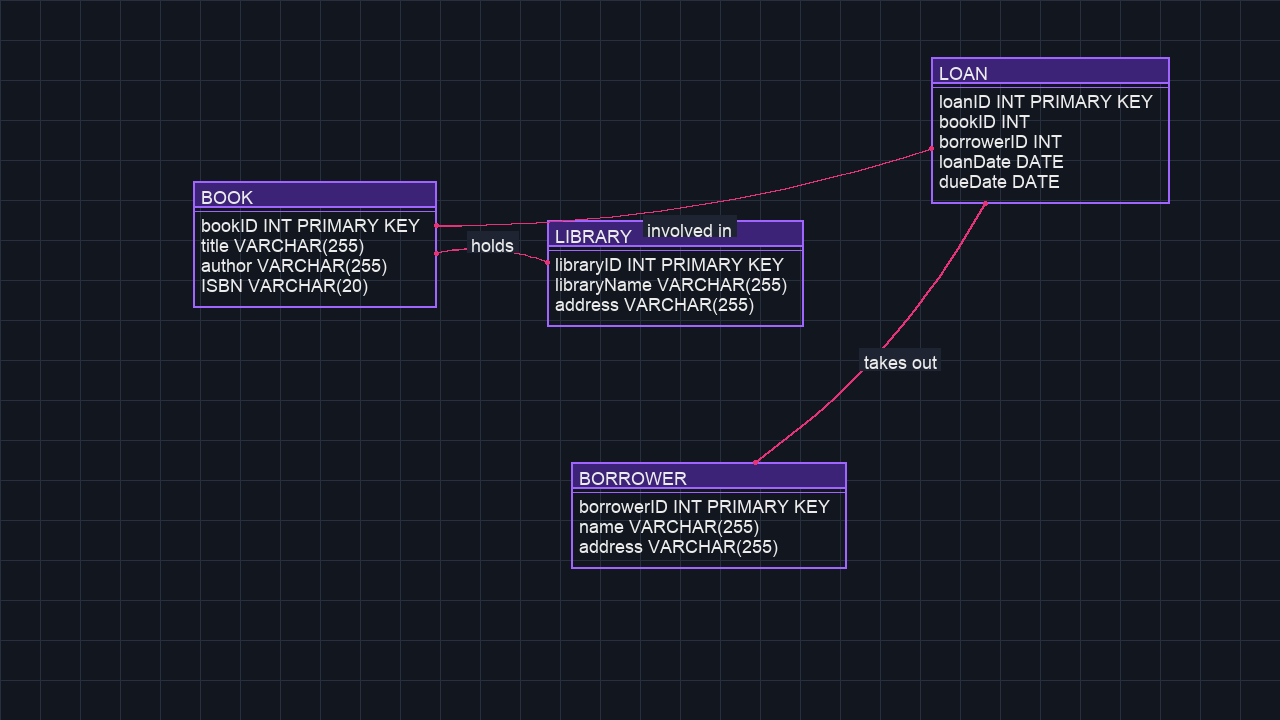 LOAN
loanID INT PRIMARY KEY
bookID INT
borrowerID INT
loanDate DATE
dueDate DATE
BOOK
bookID INT PRIMARY KEY
title VARCHAR(255)
author VARCHAR(255)
ISBN VARCHAR(20)
holds
involved in
LIBRARY
libraryID INT PRIMARY KEY
libraryName VARCHAR(255)
address VARCHAR(255)
takes out
BORROWER
borrowerID INT PRIMARY KEY
name VARCHAR(255)
address VARCHAR(255)